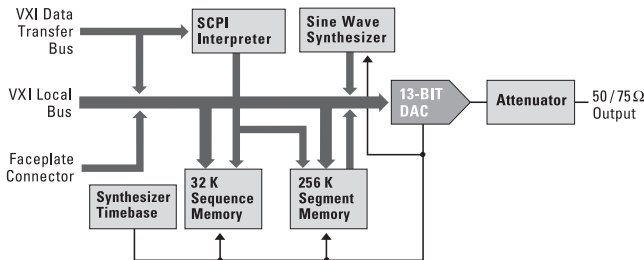 VXI Data
Transfer
Bus
SCPI
Interpreter
Sine Wave
Synthesizer
VXI Local
Bus
13-BIT
DAC
Attenuator
50/75Ω
Output
Faceplate
Connector
Synthesizer
Timebase
32 K
Sequence
Memory
256 K
Segment
Memory